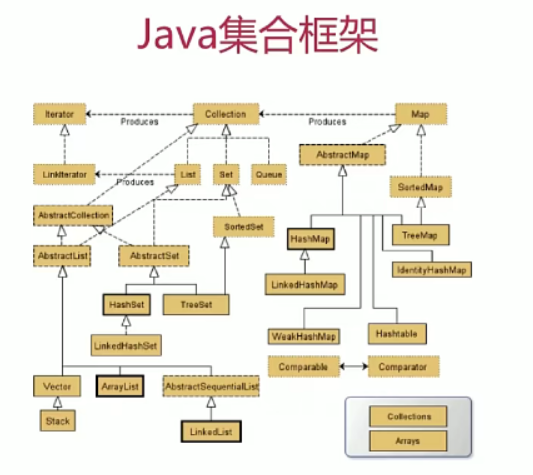 Java集合框架
Iterator
Produces
Collection
Produces
Map
AbstractMap
LinkIterator
Produces
List
Set
Queue
SortedMap
AbstractCollection
SortedSet
AbstractList
AbstractSet
HashMap
TreeMap
IdentityHashMap
LinkedHashMap
HashSet
TreeSet
WeakHashMap
Hashtable
LinkedHashSet
Comparable
Comparator
Vector
ArrayList
AbstractSequentialList
Stack
LinkedList
Collections
Arrays